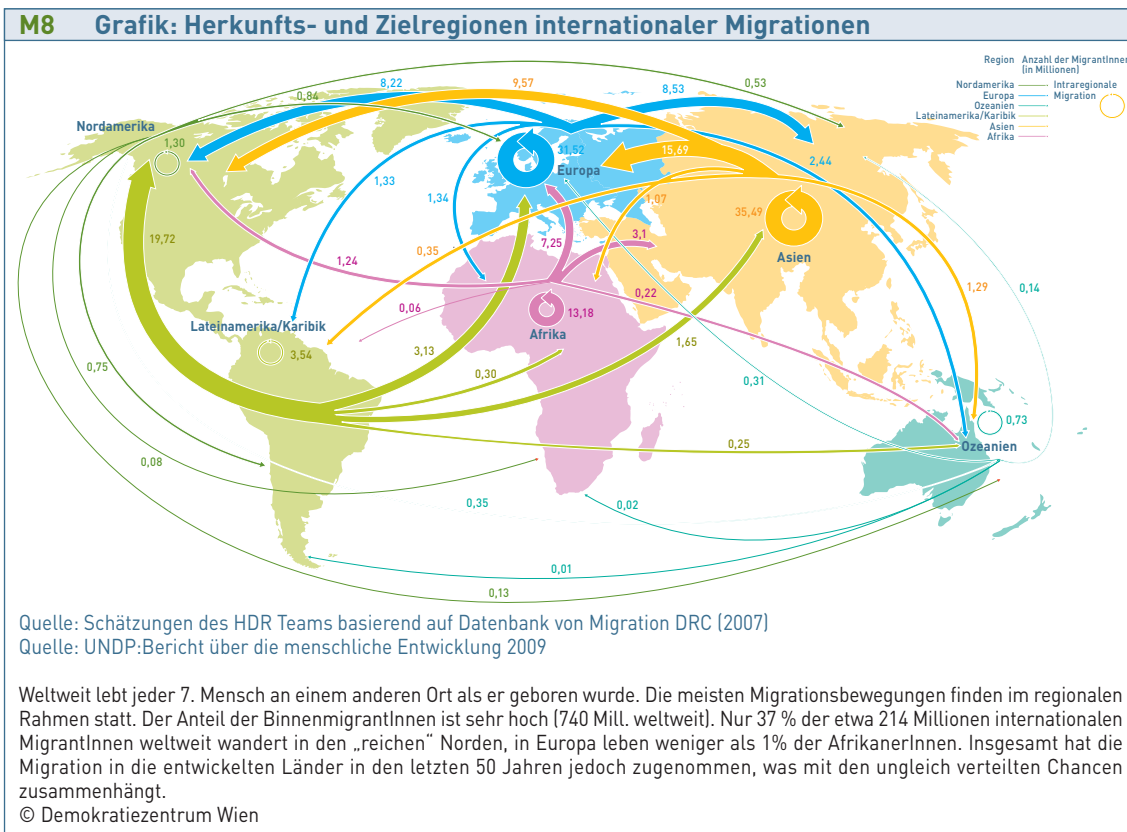 M8 Grafik: Herkunfts- und Zielregionen internationaler Migrationen
Region Anzahl der MigrantInnen
(in Millionen)
Nordamerika Intraregionale
Europa Migration
Ozeanien
Lateinamerika/Karibik
Asien
Afrika
8,22
9,57
8,53
0,53
0,84
Nordamerika
1,30
31,52
Europa
15,69
2,44
1,33
1,34
1,07
35,49
19,72
0,35
7,25
3,1
Asien
1,24
0,22
1,29
0,14
0,06
13,18
Lateinamerika/Karibik
Afrika
3,54
3,13
1,65
0,75
0,30
0,31
0,73
0,25
Ozeanien
0,08
0,35
0,02
0,01
0,13
Quelle: Schätzungen des HDR Teams basierend auf Datenbank von Migration DRC (2007)
Quelle: UNDP:Bericht über die menschliche Entwicklung 2009
Weltweit lebt jeder 7. Mensch an einem anderen Ort als er geboren wurde. Die meisten Migrationsbewegungen finden im regionalen
Rahmen statt. Der Anteil der BinnenmigrantInnen ist sehr hoch (740 Mill. weltweit). Nur 37 % der etwa 214 Millionen internationalen
MigrantInnen weltweit wandert in den „reichen“ Norden, in Europa leben weniger als 1% der AfrikanerInnen. Insgesamt hat die
Migration in die entwickelten Länder in den letzten 50 Jahren jedoch zugenommen, was mit den ungleich verteilten Chancen
zusammenhängt.
© Demokratiezentrum Wien